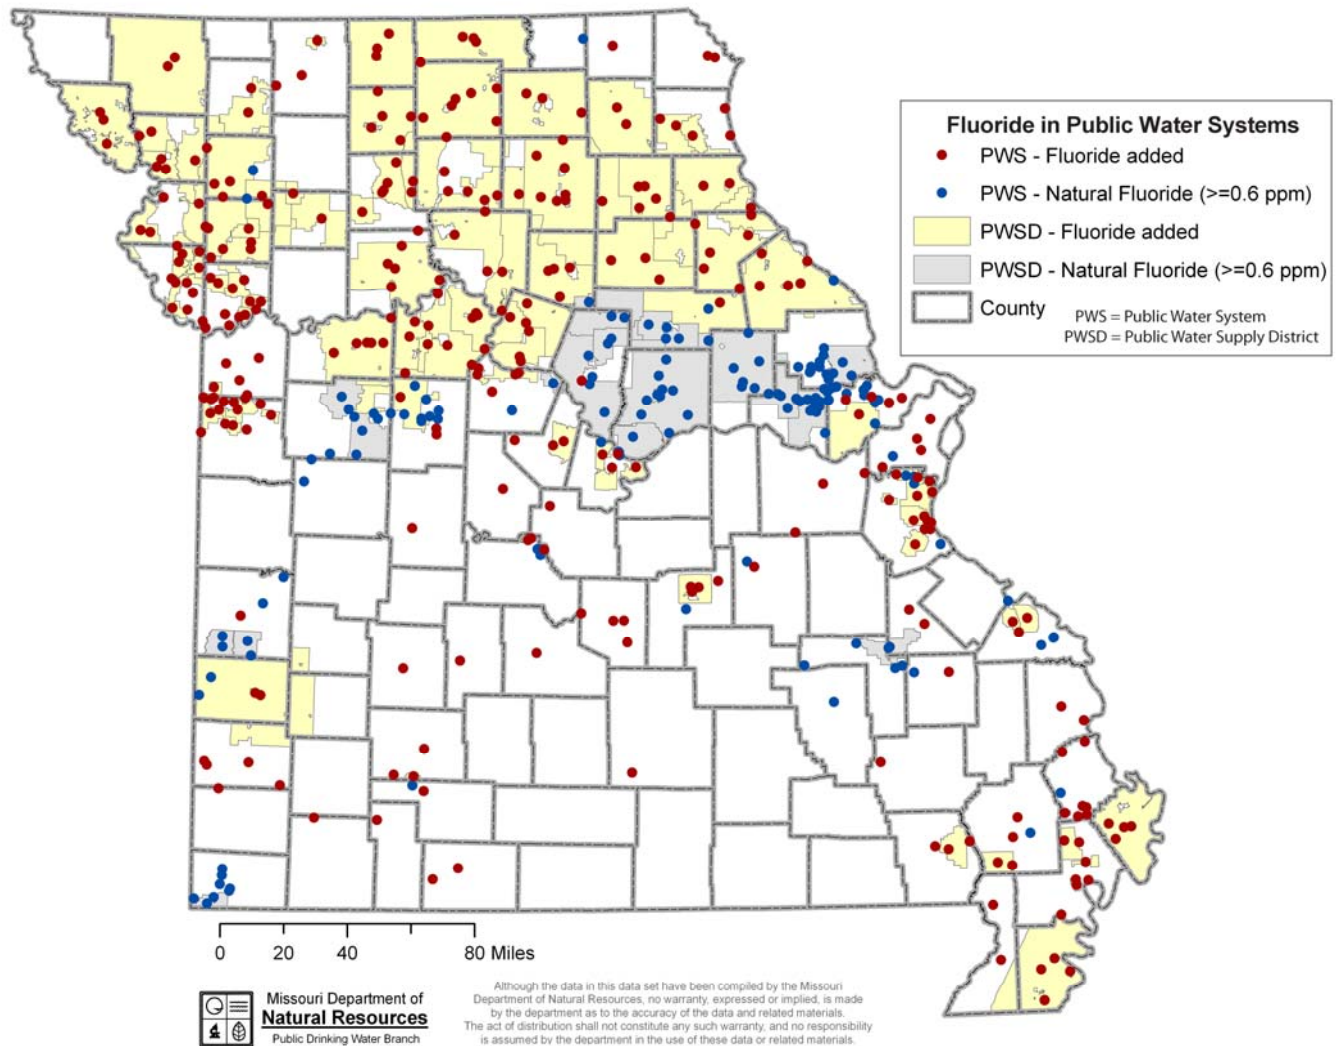 Fluoride in Public Water Systems
PWS - Fluoride added
PWS - Natural Fluoride (>=0.6 ppm)
PWSD - Fluoride added
PWSD - Natural Fluoride (>=0.6 ppm)
County
PWS = Public Water System
PWSD = Public Water Supply District
0 20 40 80 Miles
Missouri Department of
Natural Resources
Public Drinking Water Branch
Although the data in this data set have been compiled by the Missouri
Department of Natural Resources, no warranty, expressed or implied, is made
by the department as to the accuracy of the data and related materials.
The act of distribution shall not constitute any such warranty, and no responsibility
is assumed by the department in the use of these data or related materials.